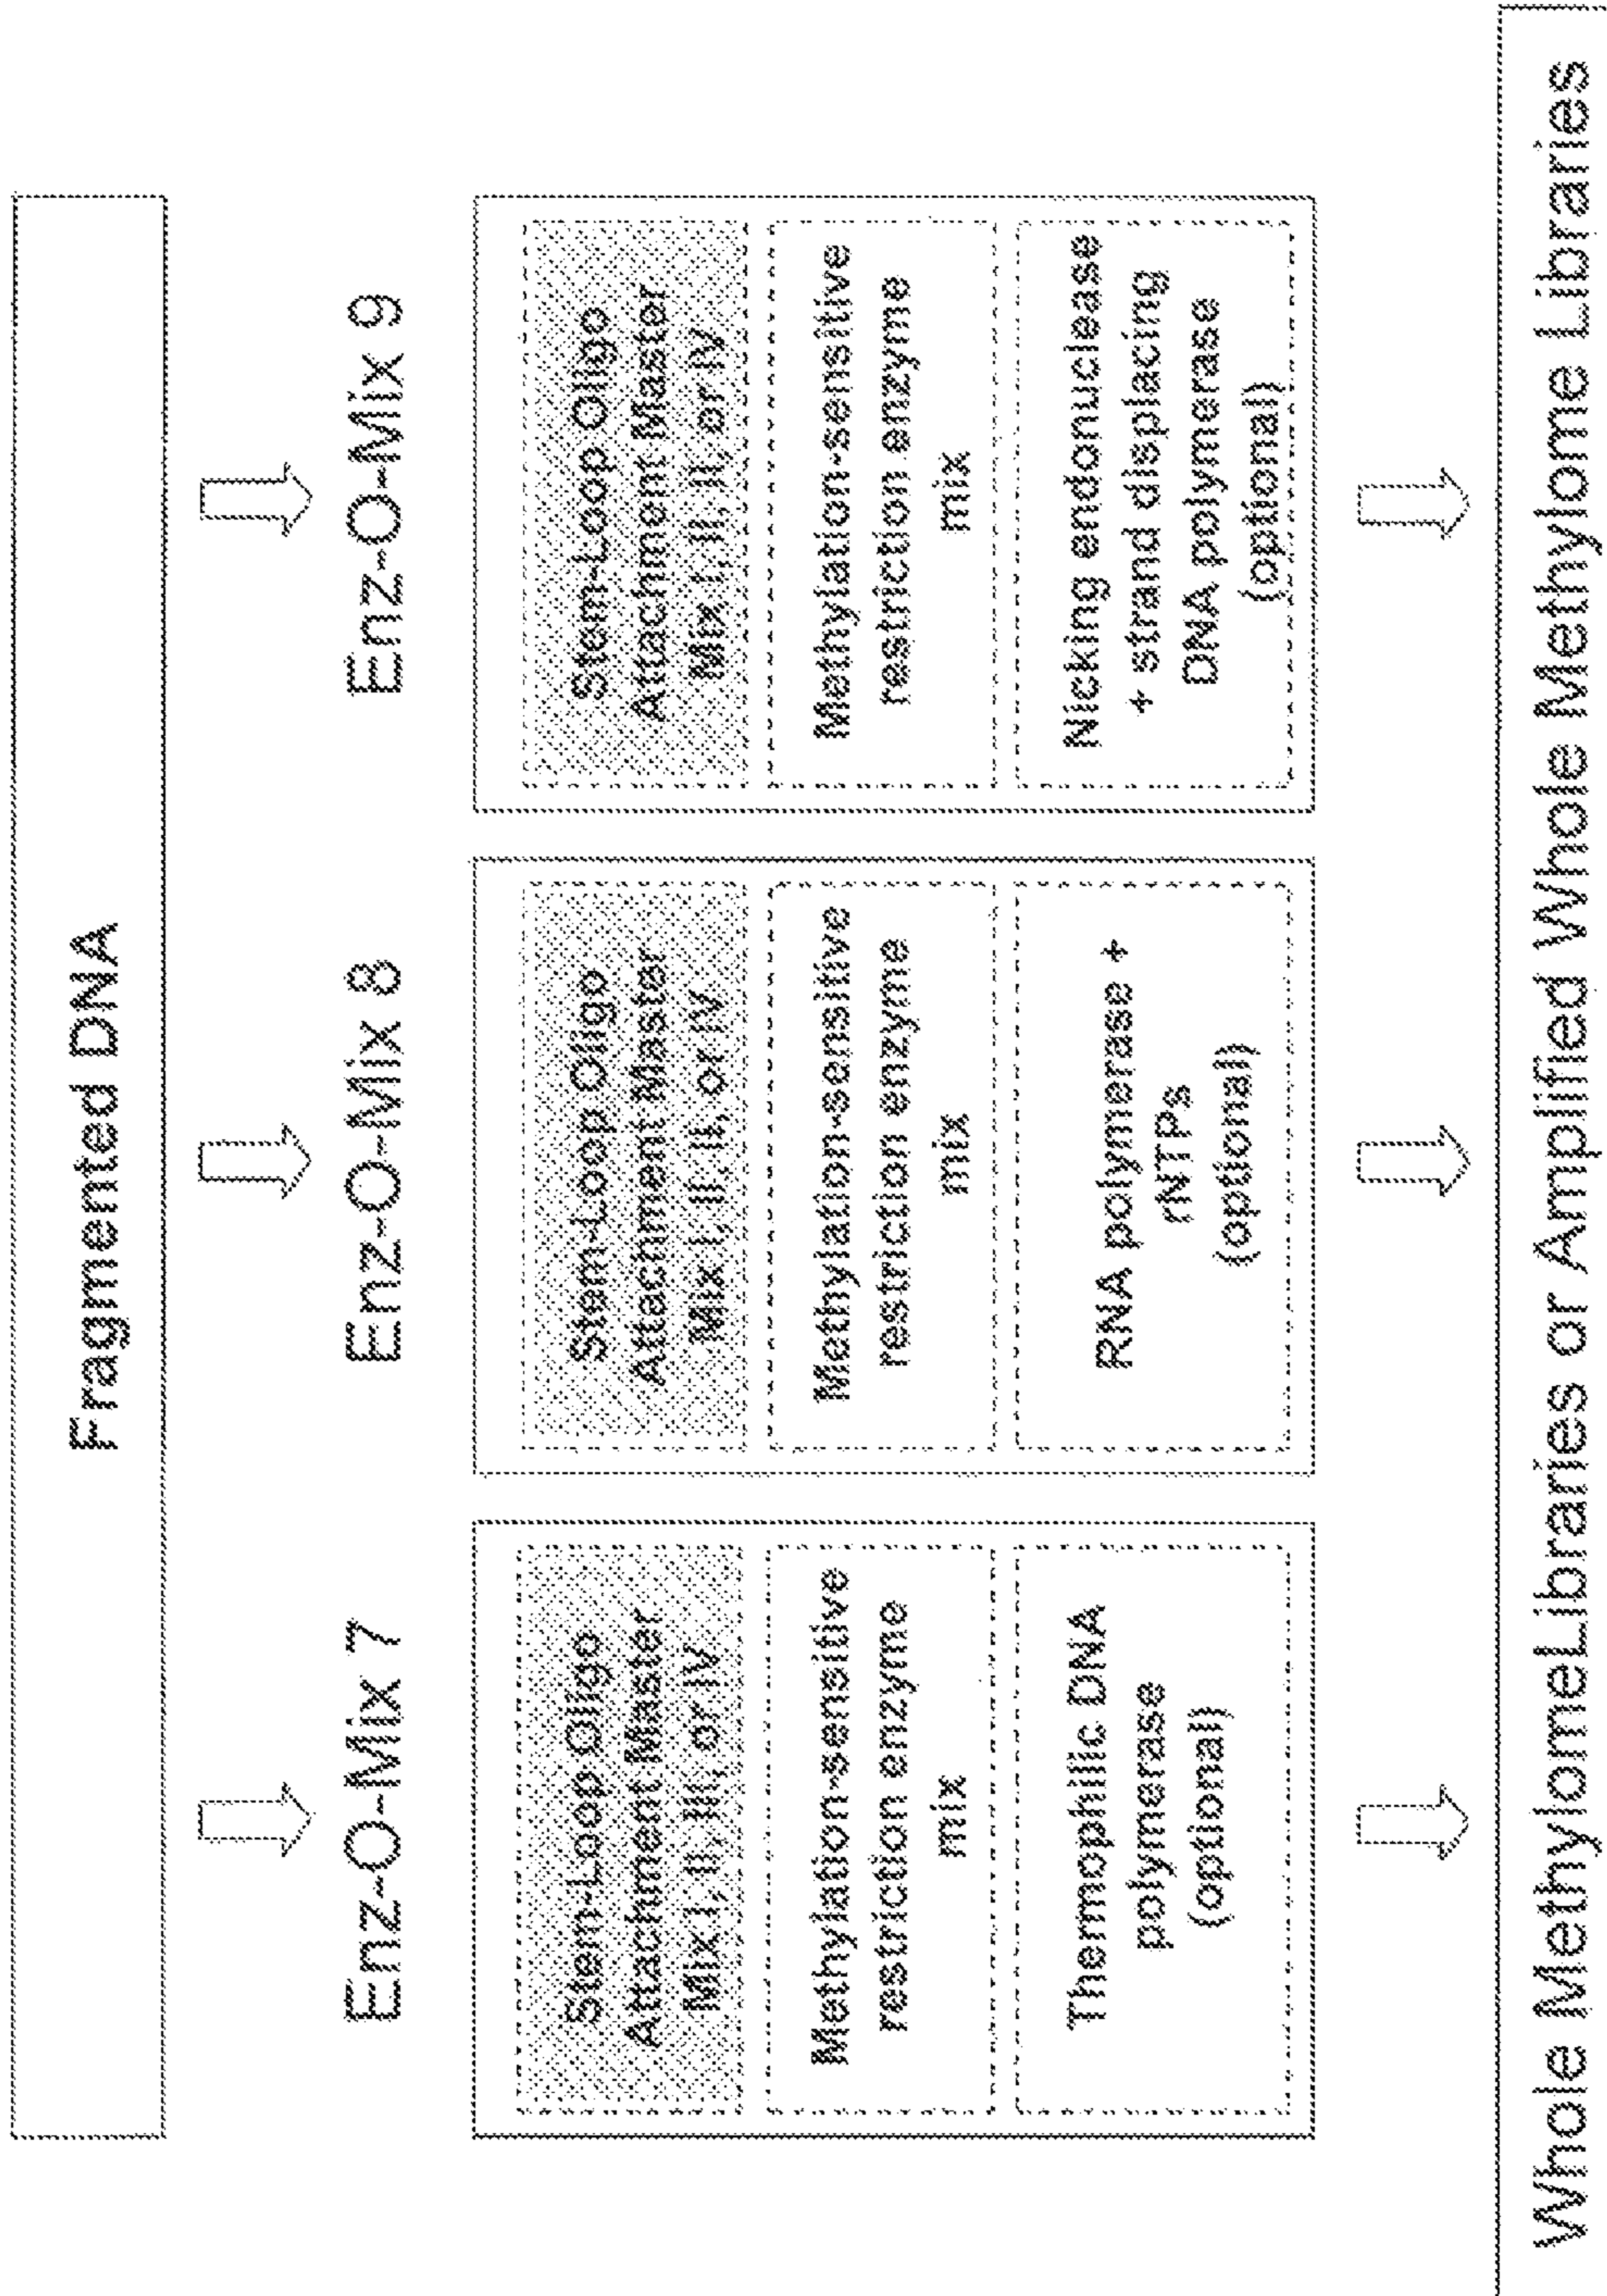 Fragmented DNA
Enz-O-Mix 7
Stem-Loop Oligo
Attachment Master
Mix I, II, III, or IV
Methylation-sensitive
restriction enzyme
mix
Thermophilic DNA
polymerase
(optional)
Enz-O-Mix 8
Stem-Loop Oligo
Attachment Master
Mix I, II, II, or IV
Methylation-sensitive
restriction enzyme
mix
RNA polymerase +
rNTPs
(optional)
Enz-O-Mix 9
Stem-Loop Oligo
Attachment Master
Mix I, II, II, or IV
Methylation-sensitive
restriction enzyme
mix
Nicking endonuclease
+ strand displacing
DNA polymerase
(optional)
Whole MethylomeLibraries or Amplified Whole Methylome Libraries